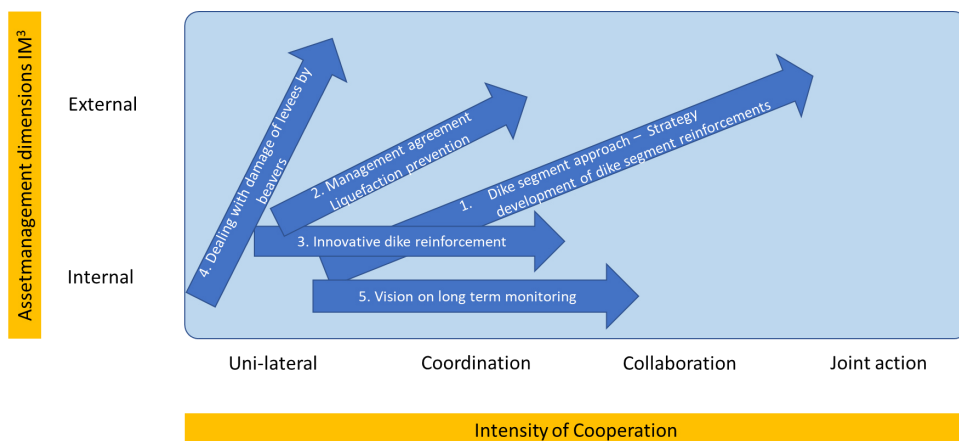 Assetmanagement dimensions IM³
External
Internal
4. Dealing with damage of levees by
beavers
2. Management agreement
Liquefaction prevention
1. Dike segment approach – Strategy
development of dike segment reinforcements
3. Innovative dike reinforcement
5. Vision on long term monitoring
Uni-lateral
Coordination
Collaboration
Joint action
Intensity of Cooperation